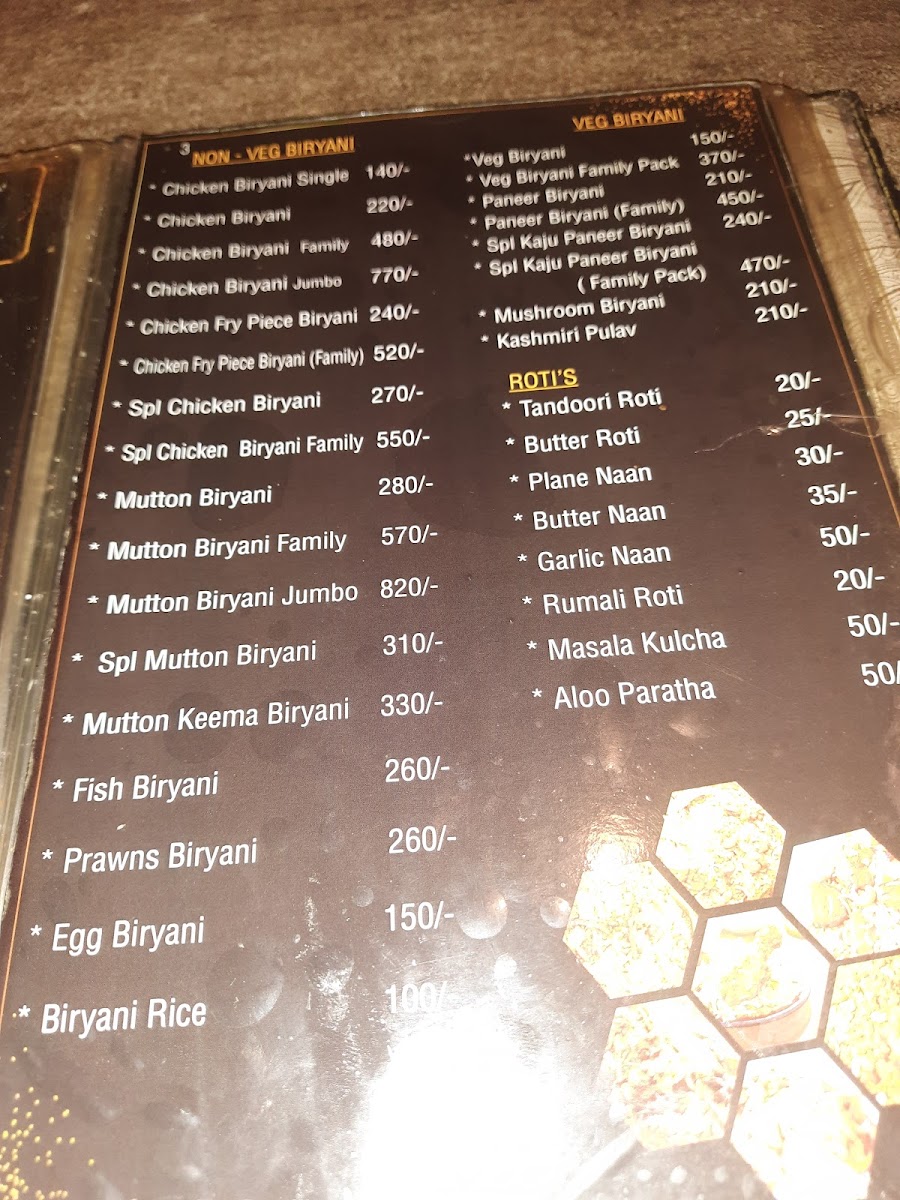 3
NON - VEG BIRYANI
* Chicken Biryani Single 140/-
* Chicken Biryani 220/-
* Chicken Biryani Family 480/-
* Chicken Biryani Jumbo 770/-
* Chicken Fry Piece Biryani 240/-
* Chicken Fry Piece Biryani (Family) 520/-
* Spl Chicken Biryani 270/-
* Spl Chicken Biryani Family 550/-
* Mutton Biryani 280/-
* Mutton Biryani Family 570/-
* Mutton Biryani Jumbo 820/-
* Spl Mutton Biryani 310/-
* Mutton Keema Biryani 330/-
* Fish Biryani 260/-
* Prawns Biryani 260/-
* Egg Biryani 150/-
* Biryani Rice 100/-
VEG BIRYANI
*Veg Biryani 150/-
* Veg Biryani Family Pack 370/-
* Paneer Biryani 210/-
* Paneer Biryani (Family) 450/-
* Spl Kaju Paneer Biryani 240/-
* Spl Kaju Paneer Biryani
( Family Pack) 470/-
* Mushroom Biryani 210/-
* Kashmiri Pulav 210/-
ROTI'S
* Tandoori Roti 20/-
* Butter Roti 25/-
* Plane Naan 30/-
* Butter Naan 35/-
* Garlic Naan 50/-
* Rumali Roti 20/-
* Masala Kulcha 50/-
* Aloo Paratha 50/